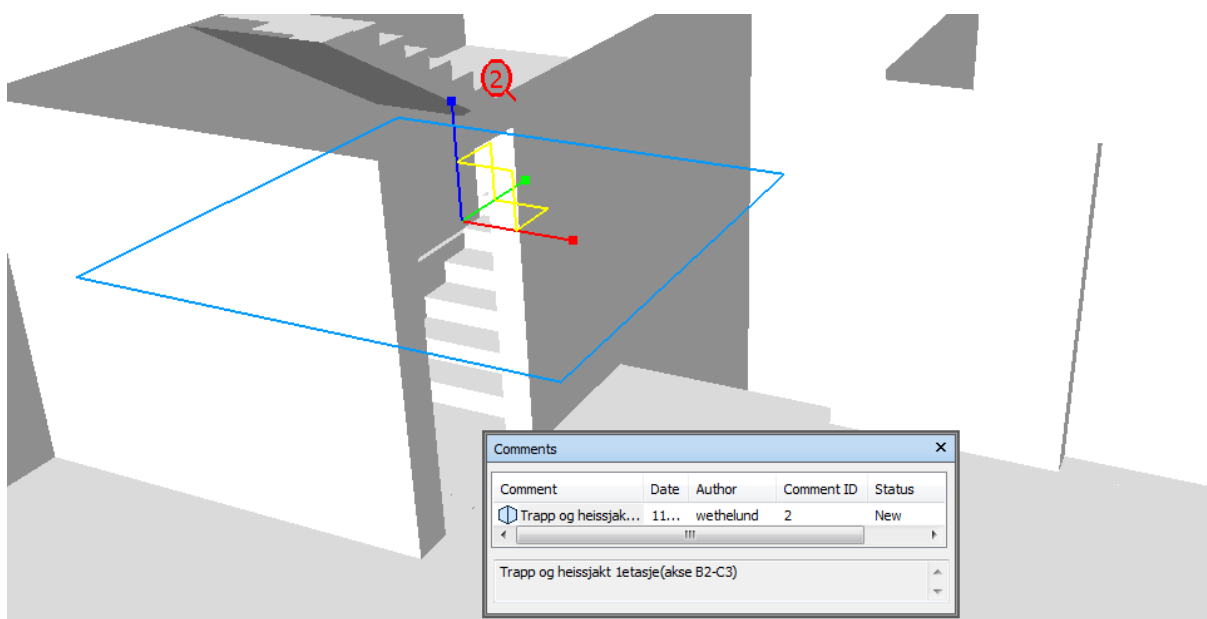 2
Comments
Comment Date Author Comment ID Status
Trapp og heissjak... 11... wethelund 2 New
Trapp og heissjakt 1etasje(akse B2-C3)